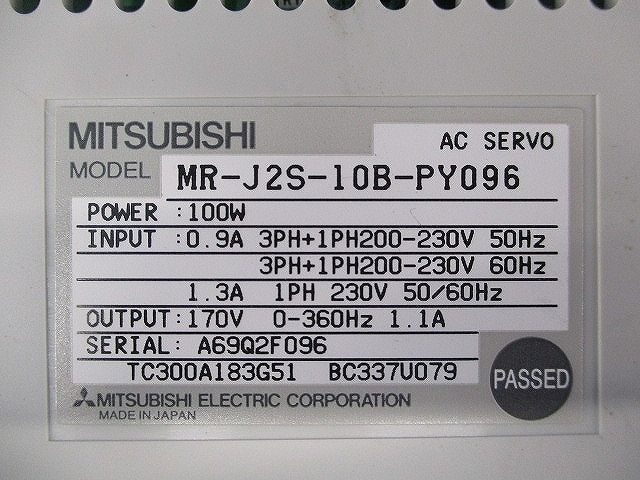 MITSUBISHI AC SERVO
MODEL MR-J2S-10B-PY096
POWER :100W
INPUT :0.9A 3PH+1PH200-230V 50Hz
3PH+1PH200-230V 60Hz
1.3A 1PH 230V 50/60Hz
OUTPUT:170V 0-360Hz 1.1A
SERIAL: A69Q2F096
TC300A183G51 BC337U079
PASSED
MITSUBISHI ELECTRIC CORPORATION
MADE IN JAPAN